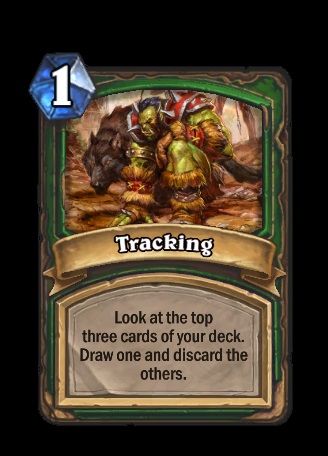 1
Tracking
Look at the top
three cards of your deck.
Draw one and discard the
others.